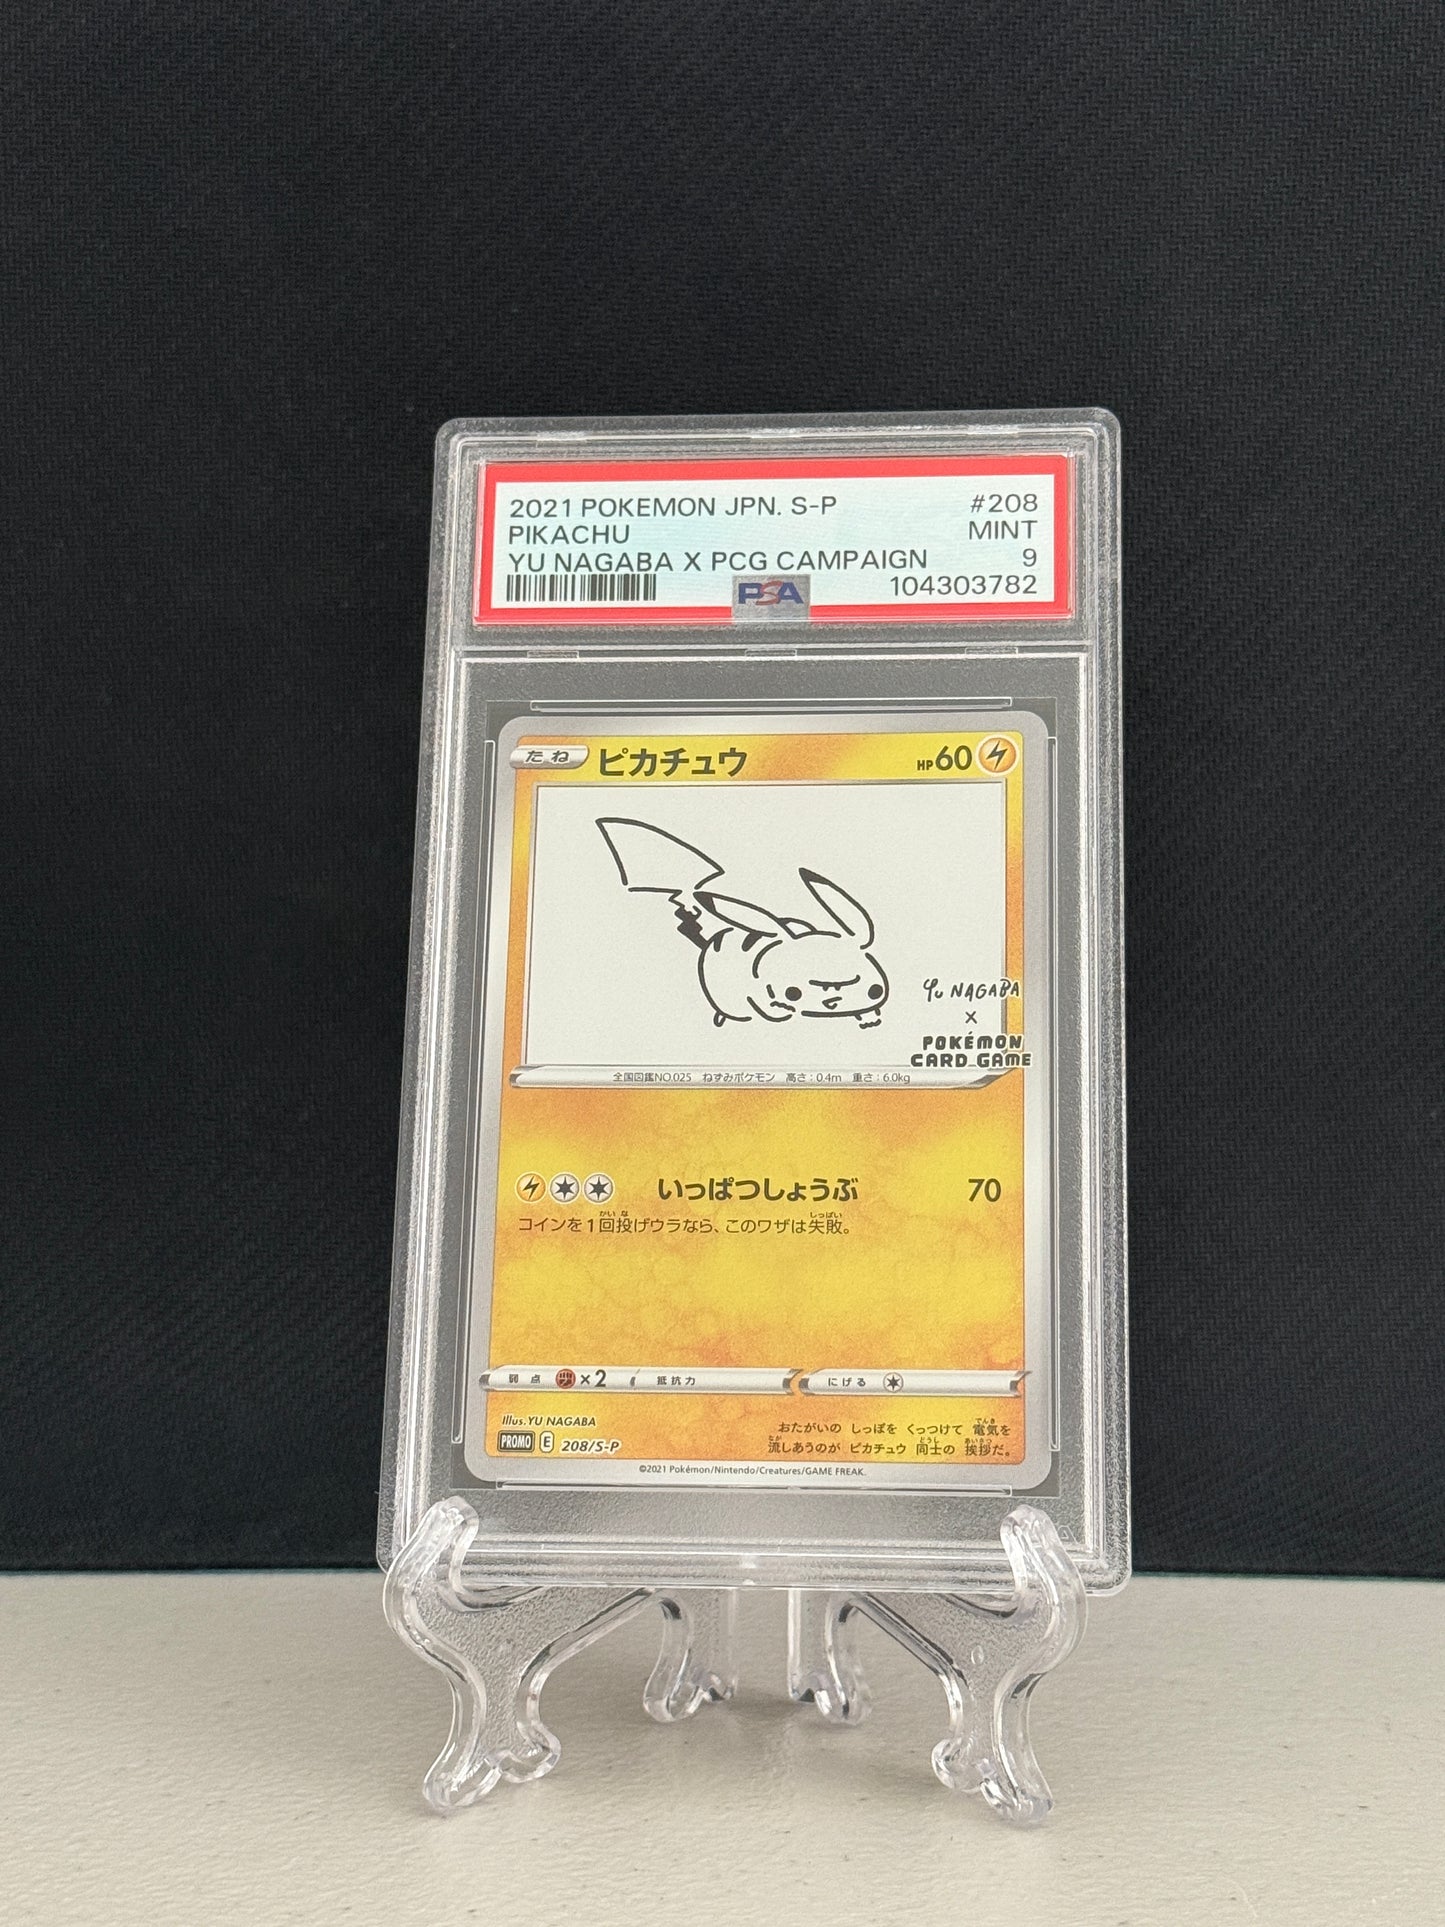 2021 POKEMON JPN. S-P #208
PIKACHU MINT
YU NAGABA X PCG CAMPAIGN 9
PSA 104303782
たね ピカチュウ HP60
YU NAGABA
×
POKÉMON
CARD GAME
全国図鑑NO.025 ねずみポケモン 高さ:0.4m 重さ:6.0kg
いっぱつしょうぶ 70
コインを1回投げウラなら、このワザは失敗。
弱点 ×2 抵抗力 にげる
Illus.YU NAGABA
PROMO E 208/S-P
おたがいの しっぽを くっつけて 電気を
流しあうのが ピカチュウ 同士の 挨拶だ。
©2021 Pokémon/Nintendo/Creatures/GAME FREAK.